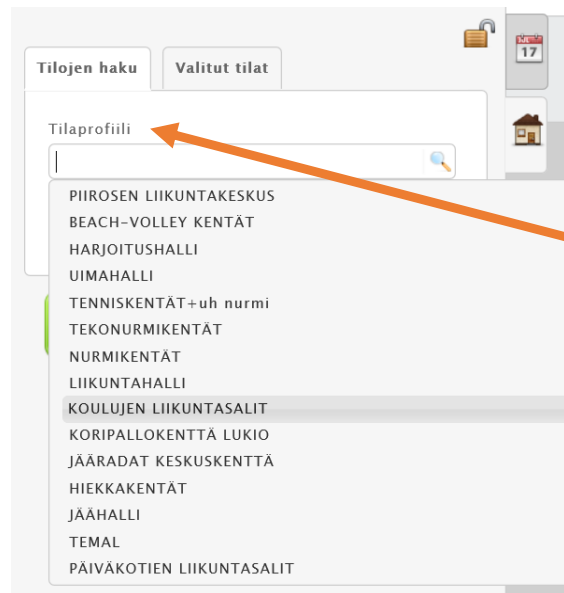 Tilojen haku
Valitut tilat
17
Tilaprofiili
PIIROSEN LIIKUNTAKESKUS
BEACH-VOLLEY KENTÄT
HARJOITUSHALLI
UIMAHALLI
TENNISKENTÄT+uh nurmi
TEKONURMIKENTÄT
NURMIKENTÄT
LIIKUNTAHALLI
KOULUJEN LIIKUNTASALIT
KORIPALLOKENTTÄ LUKIO
JÄÄRADAT KESKUSKENTTÄ
HIEKKAKENTÄT
JÄÄHALLI
TEMAL
PÄIVÄKOTIEN LIIKUNTASALIT